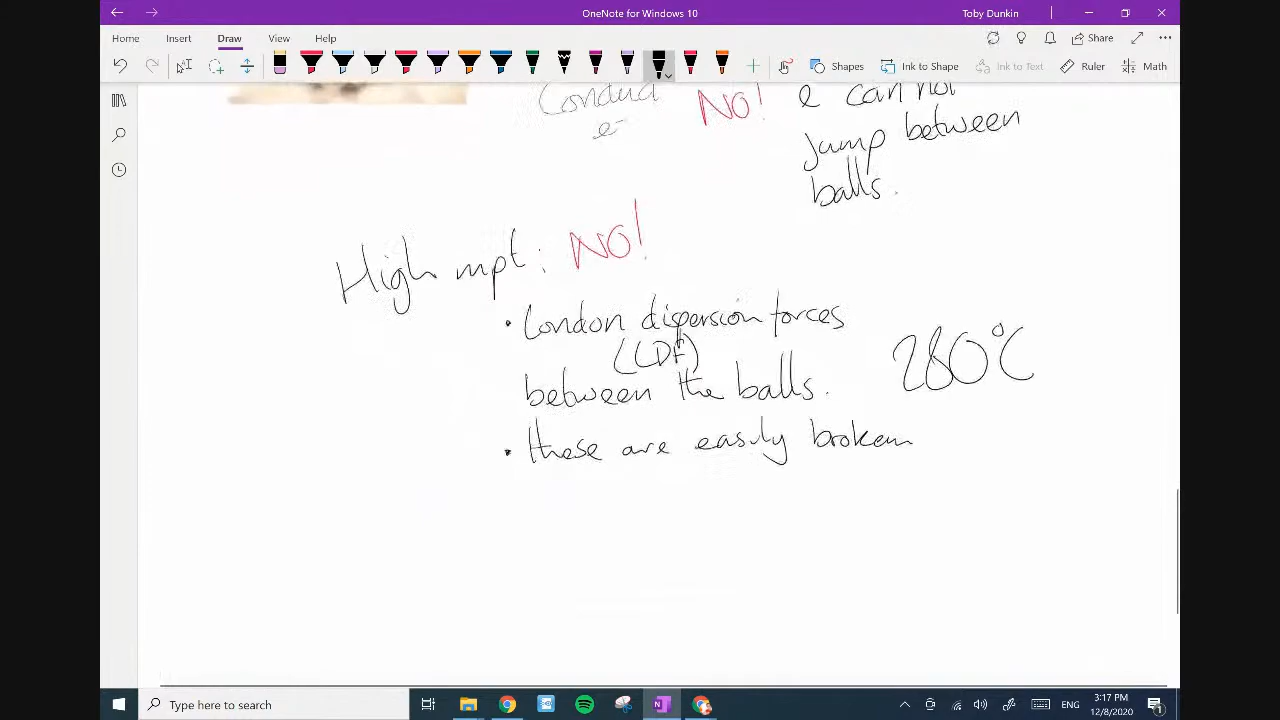 OneNote for Windows 10
Toby Dunkin
Home Insert Draw View Help
Share
Shapes Ink to Shape Ink to Text Ruler Math
Conduct
e-
NO!
e can not
jump between
balls.
High mpt: NO!
• London dispersion forces
(LDF)
between the balls.
280°C
• these are easily broken
Type here to search
ENG
3:17 PM
12/8/2020